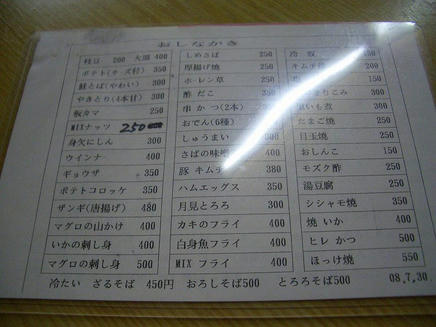 おしなかき
枝豆 200 大皿 400
ポテト(チーズ付) 350
鮭とば(やわい) 350
やきとり(4本付) 300
板カマ 250
MIXナッツ 250
身欠にしん 300
ウインナ 400
ギョウザ 350
ポテトコロッケ 350
ザンギ(唐揚げ) 480
マグロの山かけ 400
いかの刺し身 400
マグロの刺し身 500
しめさば 250
厚揚げ焼 250
ホーレン草 250
酢だこ 350
串かつ(2本)
おでん(6種)
しゅうまい
さばの味噌 400
豚キムチ 380
ハムエッグス 350
月見とろろ 300
カキのフライ 400
白身魚フライ 400
MIX フライ 400
冷奴 250
キムチ
150
たまご焼 250
目玉焼 250
おしんこ 150
モズク酢 250
湯豆腐 250
シシャモ焼 350
焼いか 400
ヒレかつ 500
ほっけ焼 550
冷たい ざるそば 450円 おろしそば500 とろろそば500 08,7,30